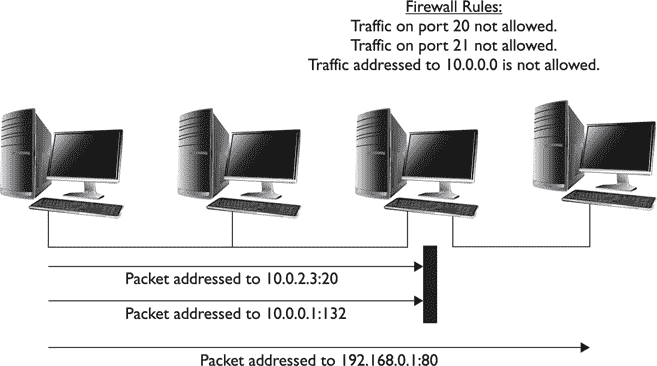 Firewall Rules:
Traffic on port 20 not allowed.
Traffic on port 21 not allowed.
Traffic addressed to 10.0.0.0 is not allowed.
Packet addressed to 10.0.2.3:20
Packet addressed to 10.0.0.1:132
Packet addressed to 192.168.0.1:80